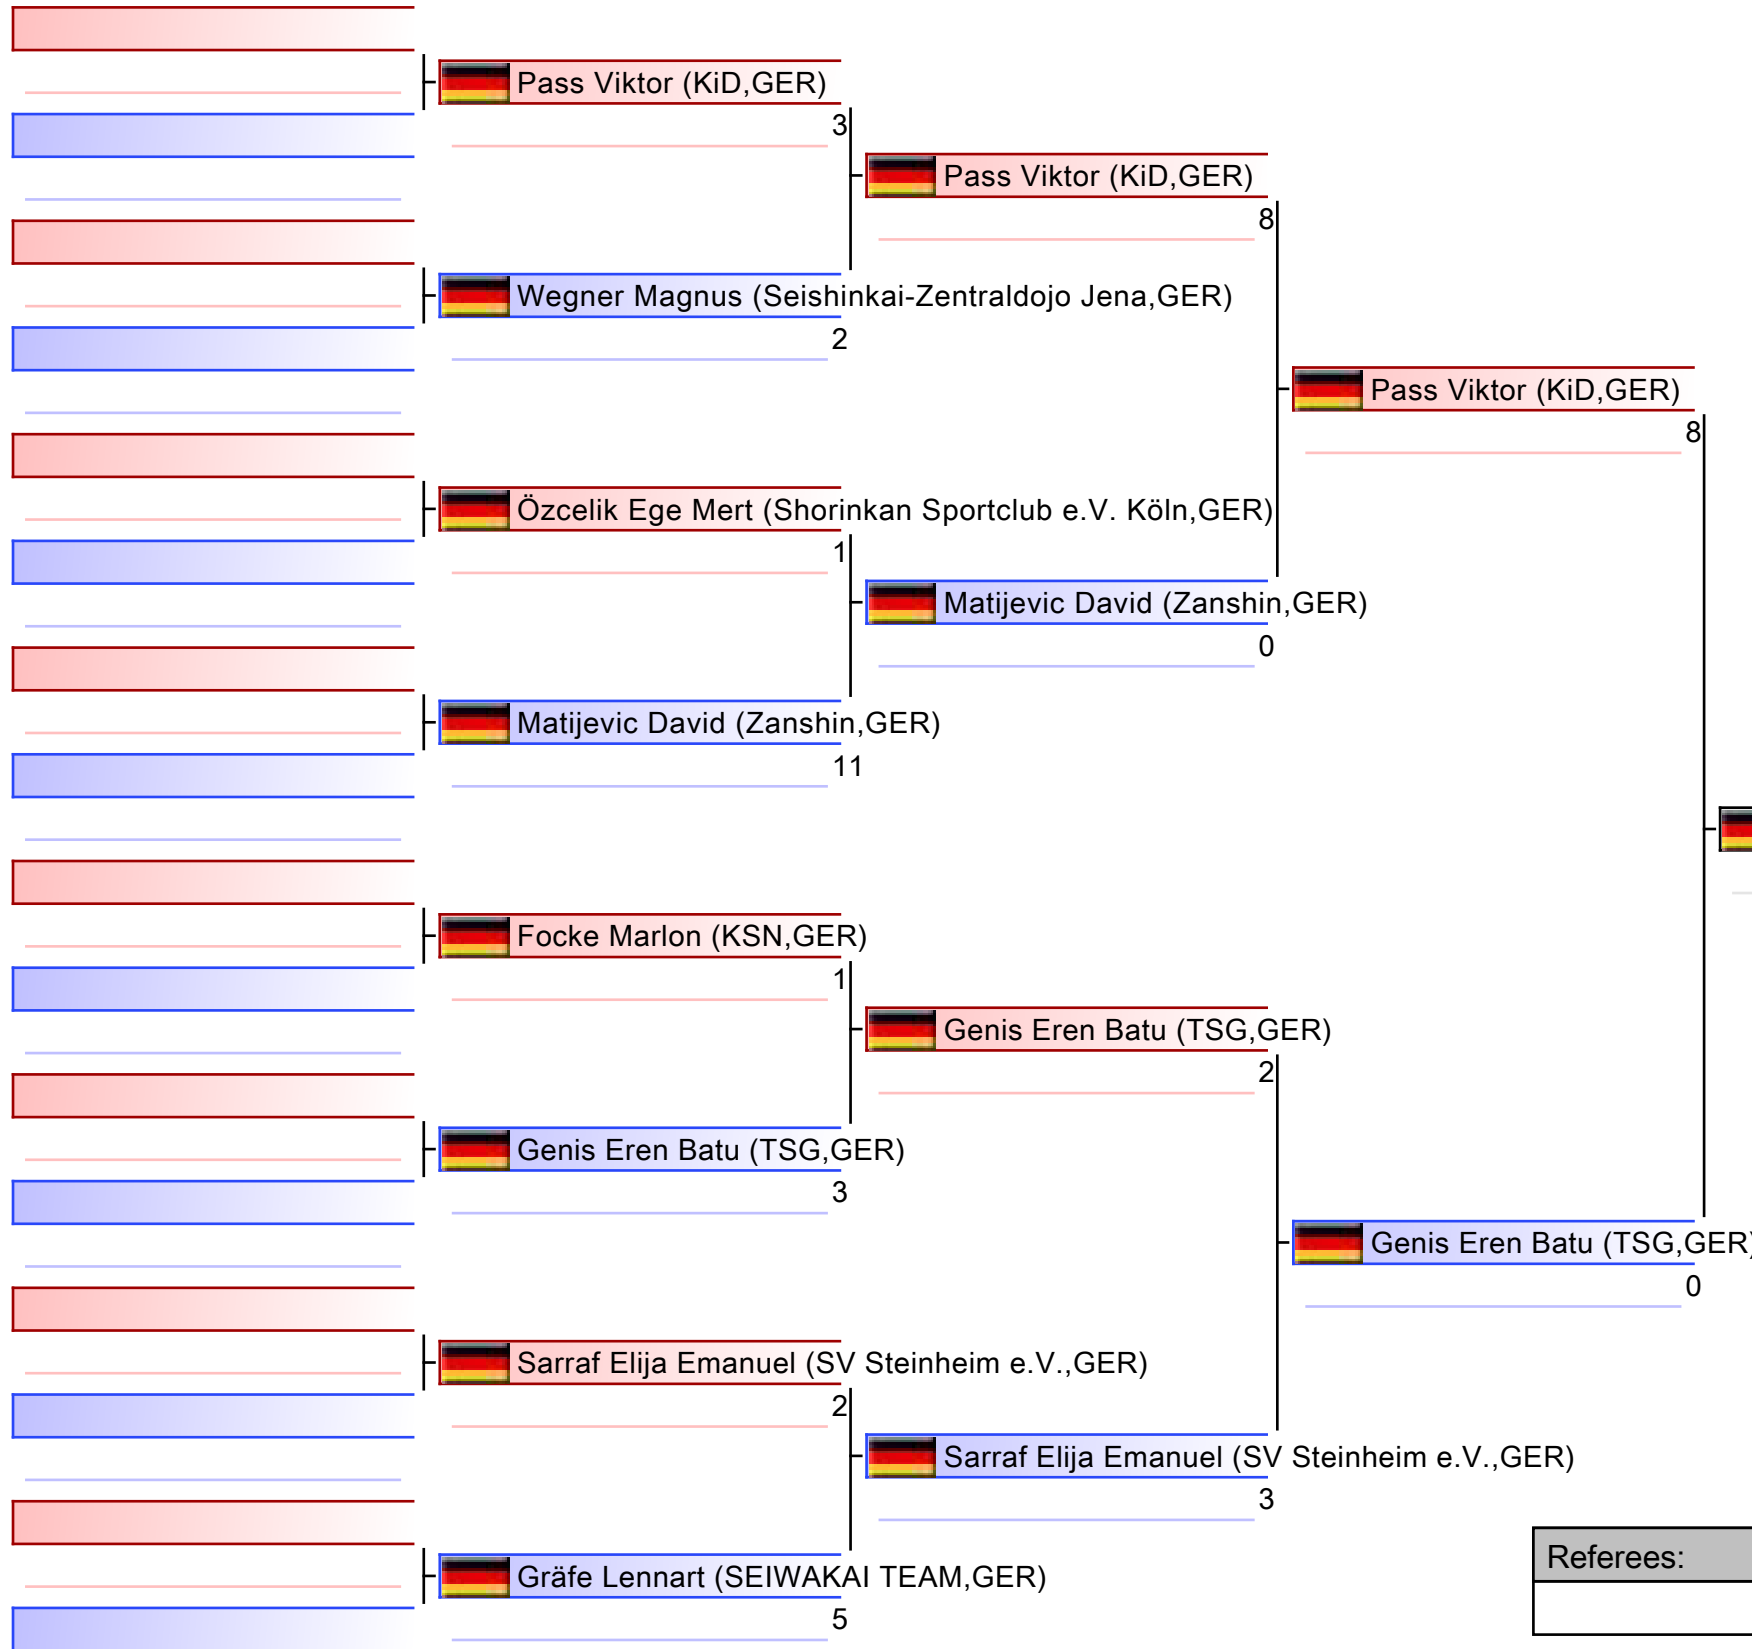 Pass Viktor (KiD,GER)
3
Pass Viktor (KiD,GER)
8
Wegner Magnus (Seishinkai-Zentraldojo Jena,GER)
2
Pass Viktor (KiD,GER)
8
Özcelik Ege Mert (Shorinkan Sportclub e.V. Köln,GER)
1
Matijevic David (Zanshin,GER)
0
Matijevic David (Zanshin,GER)
11
Focke Marlon (KSN,GER)
1
Genis Eren Batu (TSG,GER)
2
Genis Eren Batu (TSG,GER)
3
Genis Eren Batu (TSG,GER)
0
Sarraf Elija Emanuel (SV Steinheim e.V.,GER)
2
Sarraf Elija Emanuel (SV Steinheim e.V.,GER)
3
Referees:
Gräfe Lennart (SEIWAKAI TEAM,GER)
5